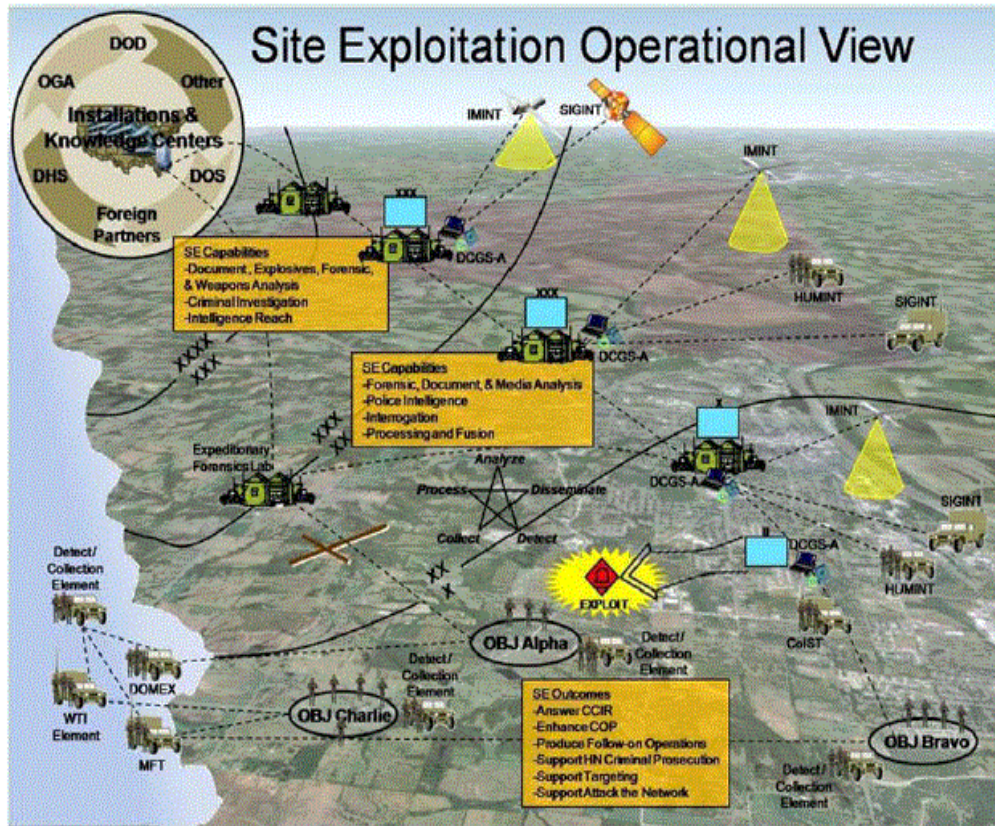 Site Exploitation Operational View
DOD
OGA
Other
Installations &
Knowledge Centers
DHS
DOS
Foreign
Partners
IMINT
SIGINT
IMINT
XXX
DCGS-A
SE Capabilities
-Document, Explosives, Forensic,
& Weapons Analysis
-Criminal Investigation
-Intelligence Reach
HUMINT
SIGINT
XXX
DCGS-A
XXXX
XXX
SE Capabilities
-Forensic, Document, & Media Analysis
-Police Intelligence
-Interrogation
-Processing and Fusion
XXX
XX
X
IMINT
Expeditionary
Forensics Lab
Analyze
Process
Disseminate
Collect
Detect
DCGS-A
SIGINT
HUMINT
II
DCGS-A
Detect/
Collection
Element
XX
X
EXPLOIT
CoIST
OBJ Alpha
Detect/
Collection
Element
DOMEX
Detect/
Collection
Element
WTI
Element
OBJ Charlie
MFT
SE Outcomes
-Answer CCIR
-Enhance COP
-Produce Follow-on Operations
-Support HN Criminal Prosecution
-Support Targeting
-Support Attack the Network
OBJ Bravo
Detect/
Collection
Element